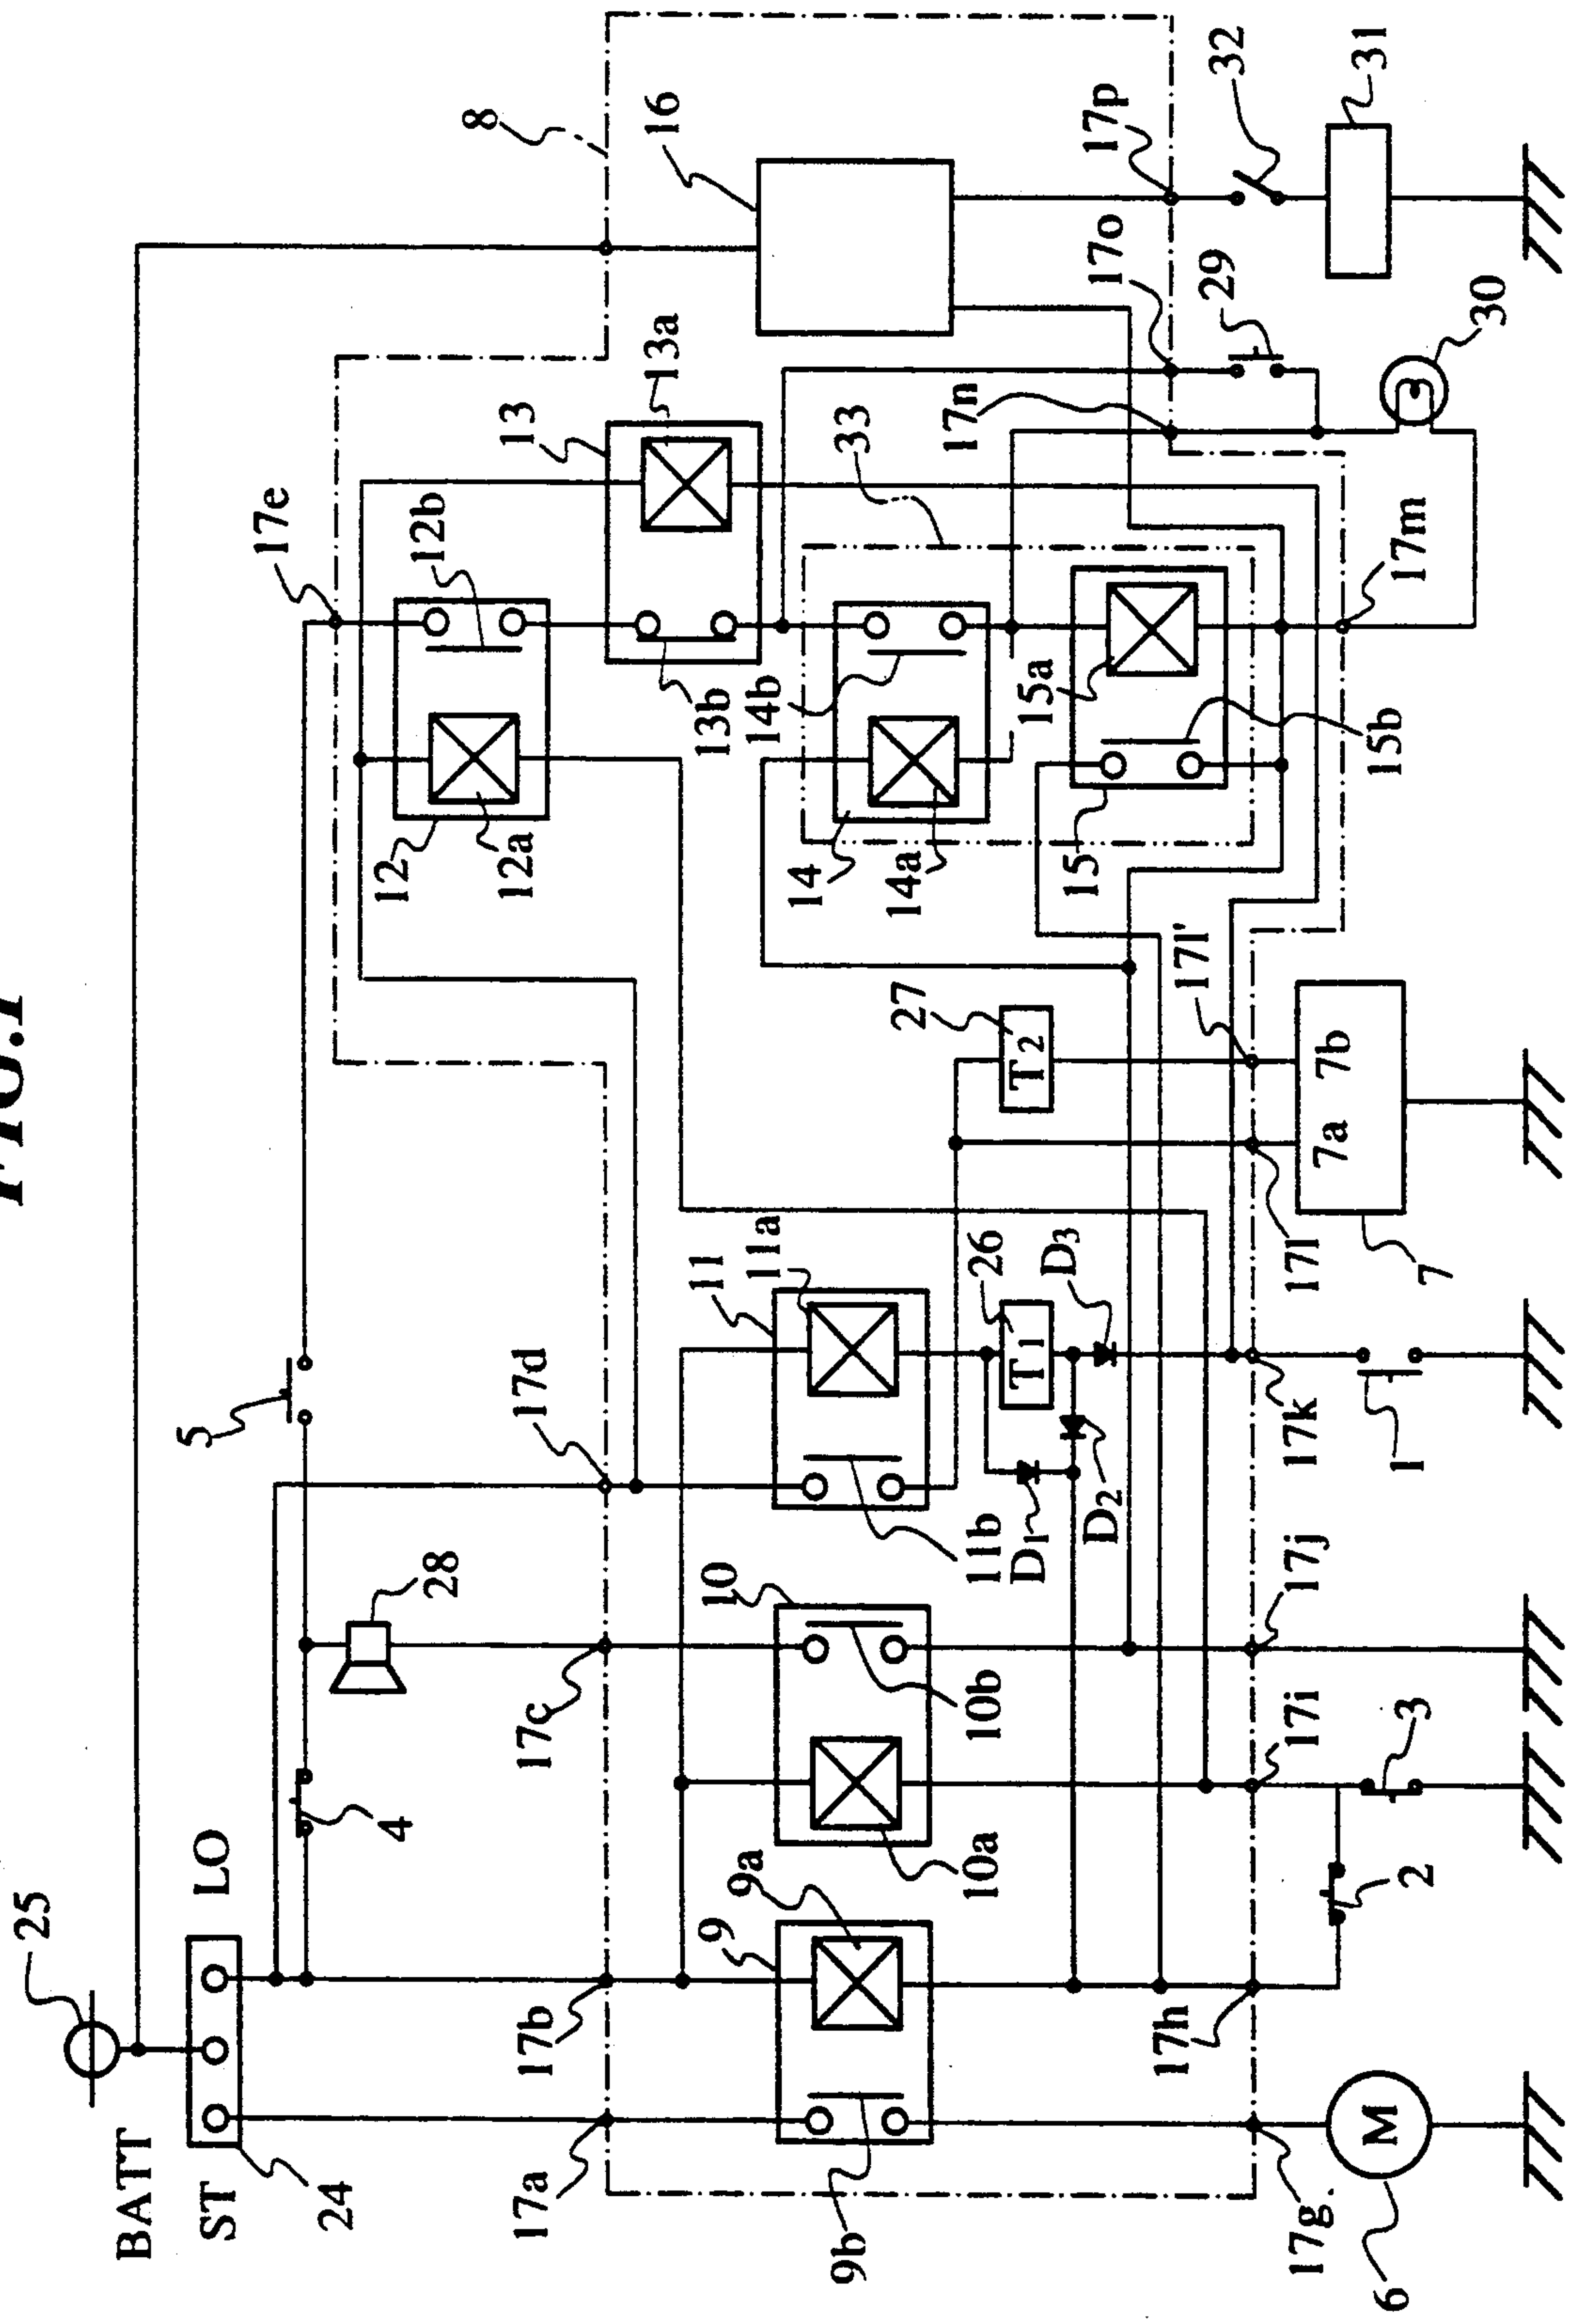 FIG.1
25
BATT
ST
LO
24
4
5
28
17a
17b
17c
17d
17e
8
16
12
12a
12b
13
13a
13b
14
14a
14b
15
15a
15b
33
9
9a
9b
10
10a
10b
11
11a
11b
26
T1
27
T2
D1
D2
D3
17g.
17h
17i
17j
17k
17l
17l'
17m
17n
17o
17p
6
M
2
3
1
7
7a
7b
29
30
31
32